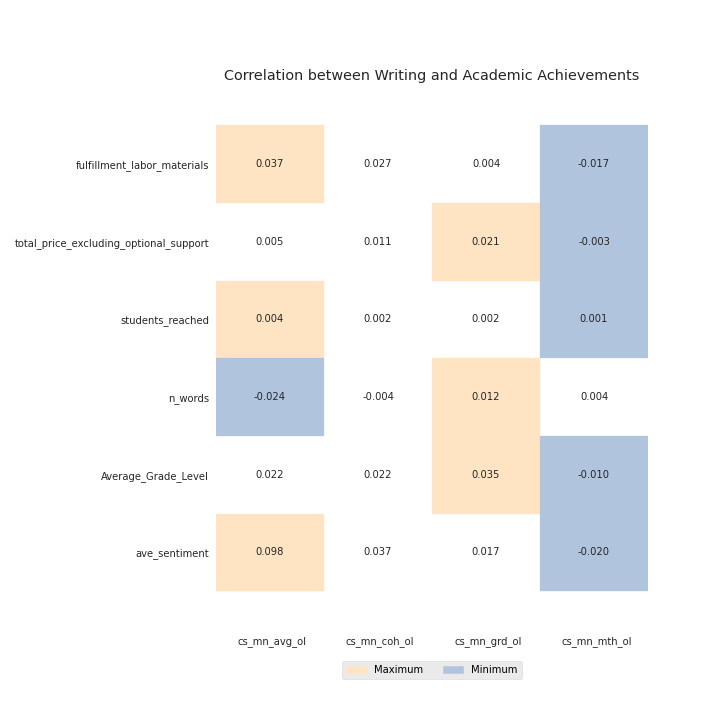 Correlation between Writing and Academic Achievements
fulfillment_labor_materials 0.037 0.027 0.004 -0.017
total_price_excluding_optional_support 0.005 0.011 0.021 -0.003
students_reached 0.004 0.002 0.002 0.001
n_words -0.024 -0.004 0.012 0.004
Average_Grade_Level 0.022 0.022 0.035 -0.010
ave_sentiment 0.098 0.037 0.017 -0.020
cs_mn_avg_ol cs_mn_coh_ol cs_mn_grd_ol cs_mn_mth_ol
Maximum Minimum